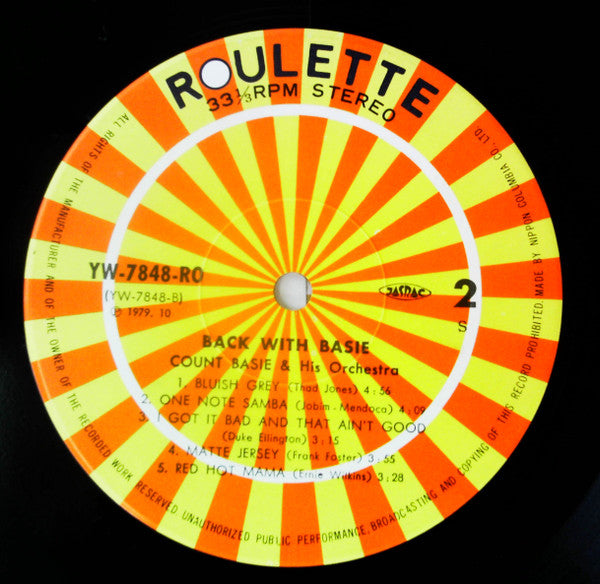 ROULETTE
33 1/3 RPM STEREO
YW-7848-RO
(YW-7848-B)
Ⓟ 1979. 10
JASRAC
2
S
BACK WITH BASIE
COUNT BASIE & His Orchestra
1. BLUISH GREY (Thad Jones) 4:56
2. ONE NOTE SAMBA (Jobim-Mendoca) 4:09
3. I GOT IT BAD AND THAT AIN'T GOOD
(Duke Ellington) 3:15
4. MATTE JERSEY (Frank Foster) 3:55
5. RED HOT MAMA (Ernie Wilkins) 3:28
ALL RIGHTS OF THE MANUFACTURER AND OF THE OWNER OF THE RECORDED WORK RESERVED. UNAUTHORIZED PUBLIC PERFORMANCE, BROADCASTING AND COPYING OF THIS RECORD PROHIBITED. MADE BY NIPPON COLUMBIA CO., LTD.